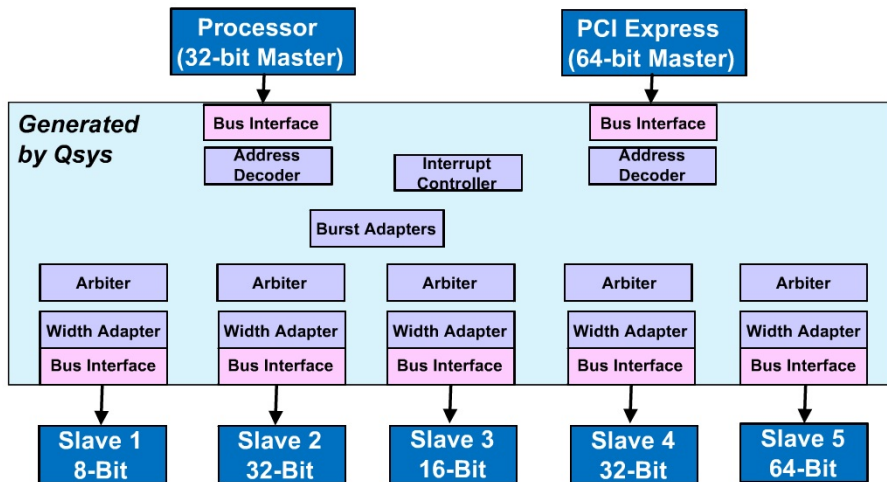 Processor
(32-bit Master)
PCI Express
(64-bit Master)
Generated
by Qsys
Bus Interface
Bus Interface
Address
Decoder
Interrupt
Controller
Address
Decoder
Burst Adapters
Arbiter
Arbiter
Arbiter
Arbiter
Arbiter
Width Adapter
Width Adapter
Width Adapter
Width Adapter
Width Adapter
Bus Interface
Bus Interface
Bus Interface
Bus Interface
Bus Interface
Slave 1
8-Bit
Slave 2
32-Bit
Slave 3
16-Bit
Slave 4
32-Bit
Slave 5
64-Bit